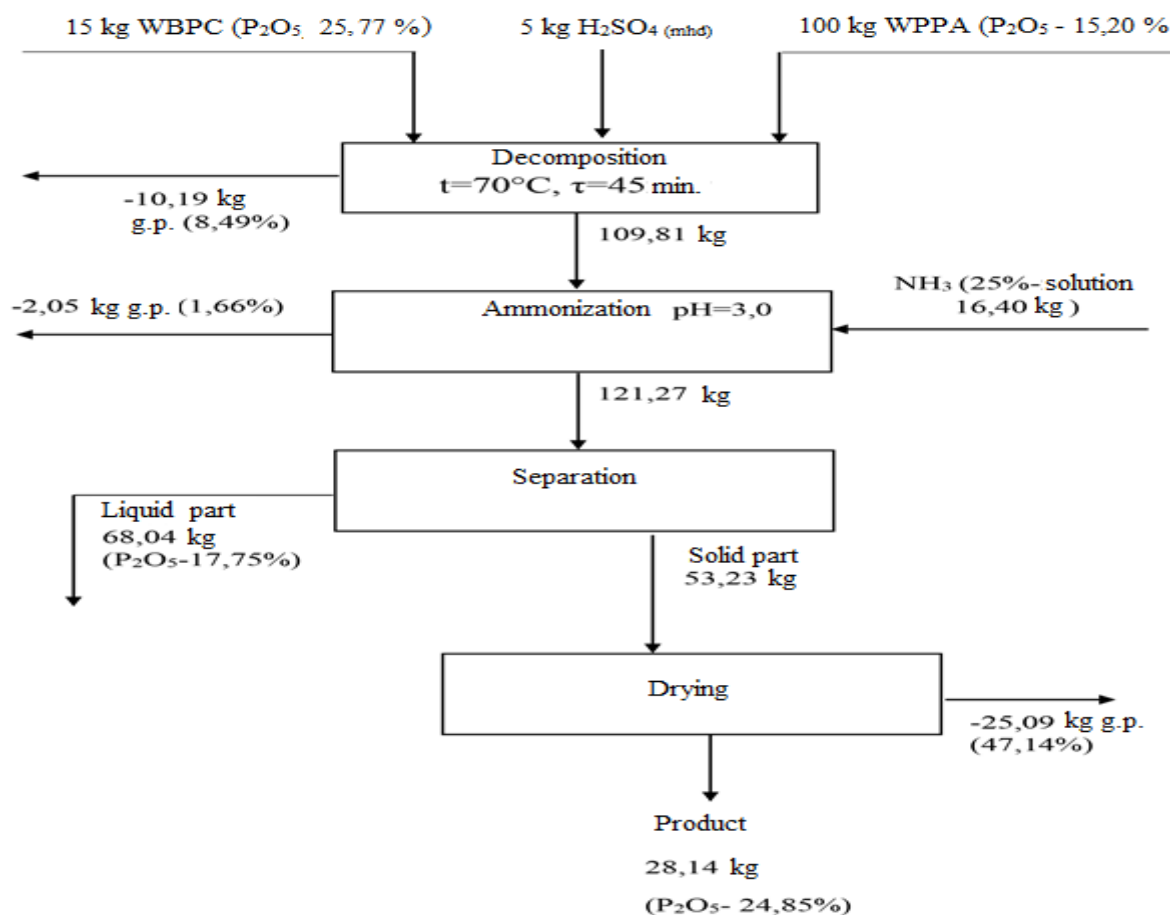 15 kg WBPC (P₂O₅ 25,77 %)
5 kg H₂SO₄ (mhd)
100 kg WPPA (P₂O₅ - 15,20 %
Decomposition
t=70°C, τ=45 min.
-10,19 kg
g.p. (8,49%)
109,81 kg
NH₃ (25%- solution
16,40 kg )
-2,05 kg g.p. (1,66%)
Ammonization pH=3,0
121,27 kg
Separation
Liquid part
68,04 kg
(P₂O₅-17,75%)
Solid part
53,23 kg
Drying
-25,09 kg g.p.
(47,14%)
Product
28,14 kg
(P₂O₅- 24,85%)